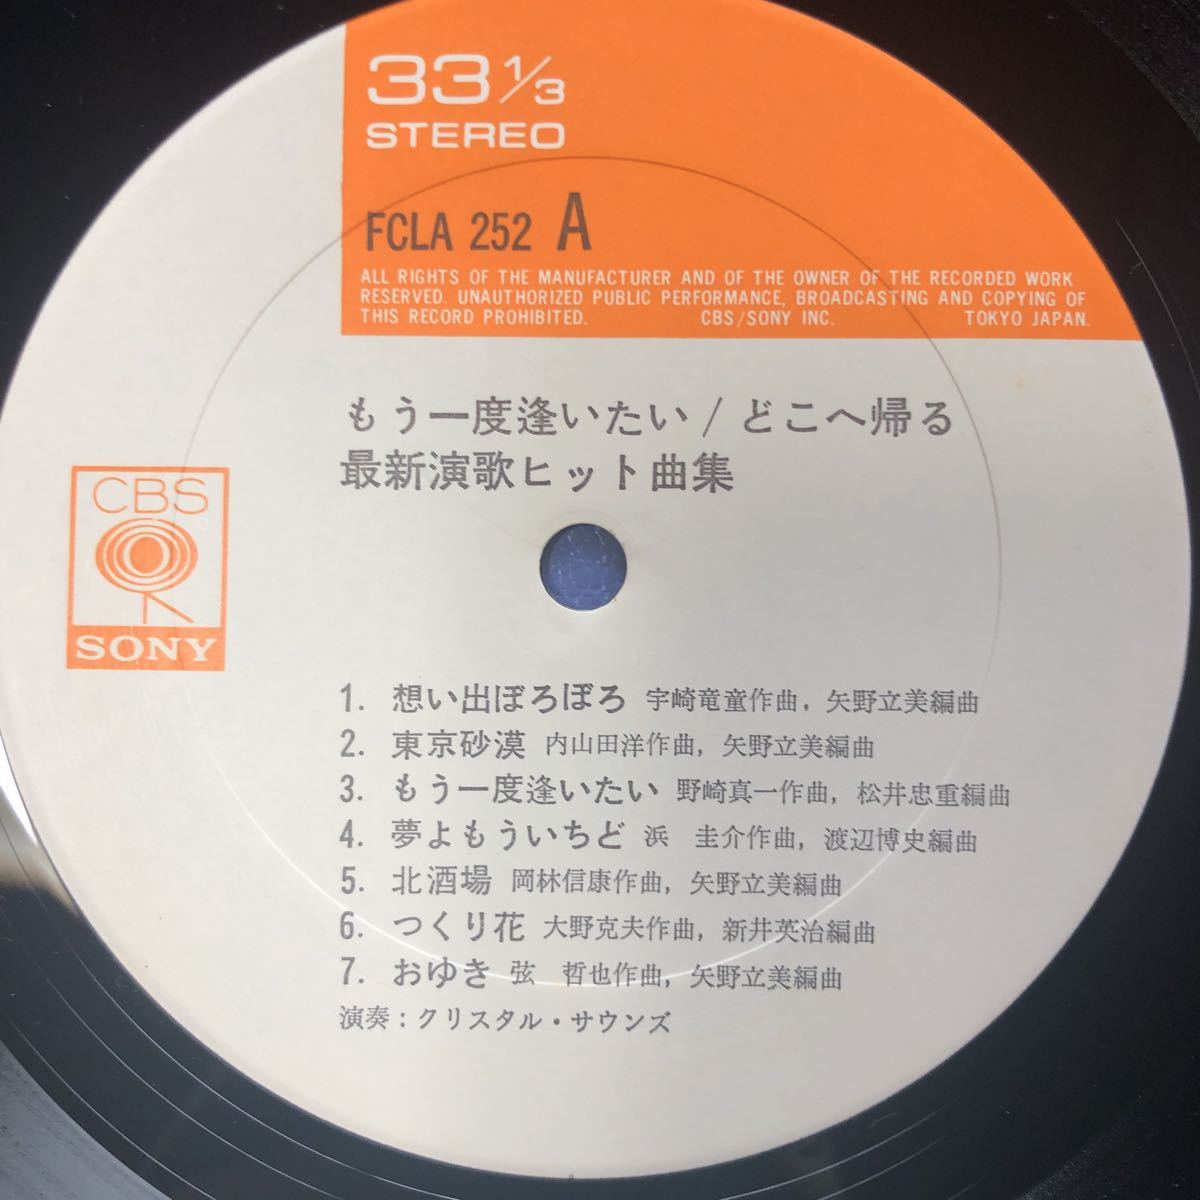 33 1/3
STEREO
FCLA 252 A
ALL RIGHTS OF THE MANUFACTURER AND OF THE OWNER OF THE RECORDED WORK
RESERVED. UNAUTHORIZED PUBLIC PERFORMANCE, BROADCASTING AND COPYING OF
THIS RECORD PROHIBITED. CBS/SONY INC. TOKYO JAPAN.
もう一度逢いたい/どこへ帰る
最新演歌ヒット曲集
CBS
SONY
1. 想い出ぼろぼろ 宇崎竜童作曲, 矢野立美編曲
2. 東京砂漠 内山田洋作曲, 矢野立美編曲
3. もう一度逢いたい 野崎真一作曲, 松井忠重編曲
4. 夢よもういちど 浜 圭介作曲, 渡辺博史編曲
5. 北酒場 岡林信康作曲, 矢野立美編曲
6. つくり花 大野克夫作曲, 新井英治編曲
7. おゆき 弦 哲也作曲, 矢野立美編曲
演奏:クリスタル・サウンズ